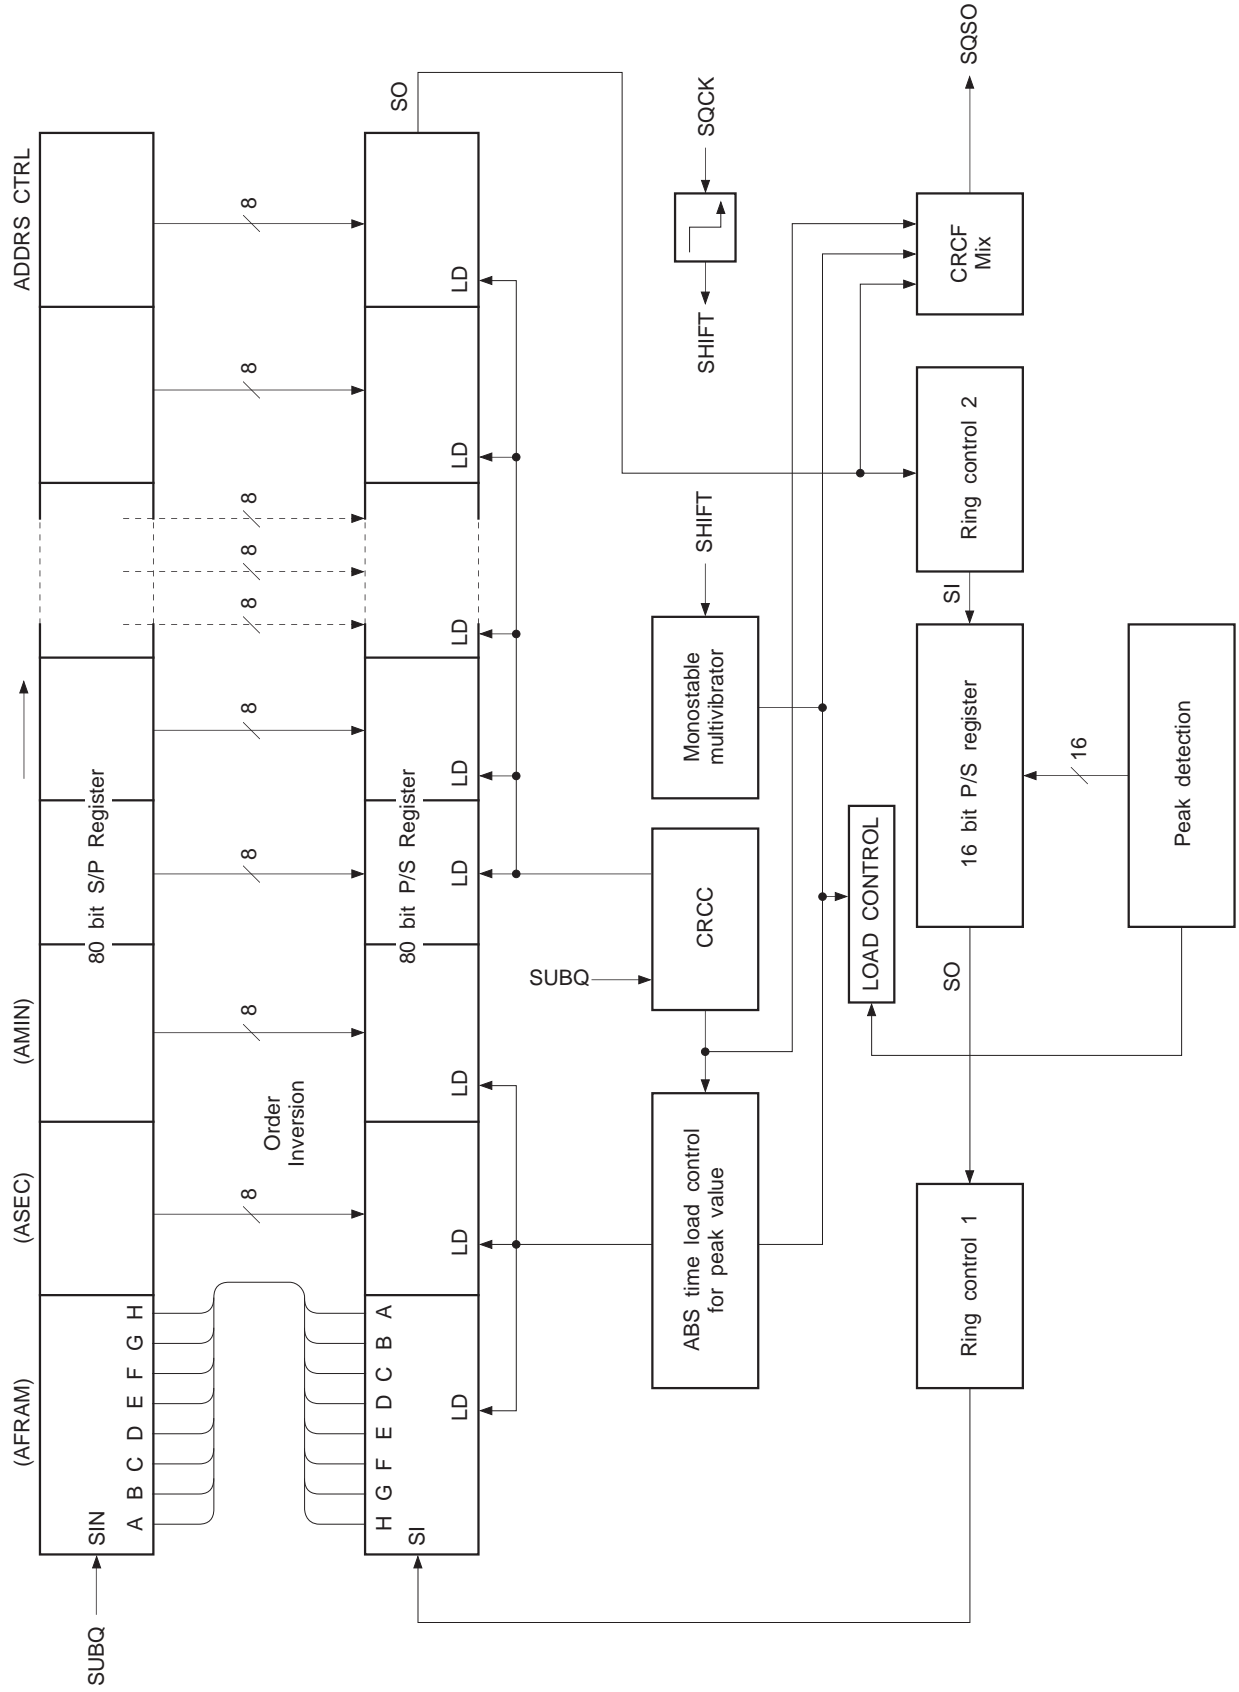 (AFRAM)
(ASEC)
(AMIN)
ADDRS CTRL
SUBQ
SIN
80 bit S/P Register
A B C D E F G H
8
8
8
8
8
8
8
8
8
Order
Inversion
H G F E D C B A
SI
80 bit P/S Register
SO
LD
LD
LD
LD
LD
LD
LD
LD
SUBQ
ABS time load control
for peak value
CRCC
Monostable
multivibrator
SHIFT
SHIFT
SQCK
LOAD CONTROL
Ring control 1
SO
16 bit P/S register
SI
Ring control 2
CRCF
Mix
SQSO
16
Peak detection